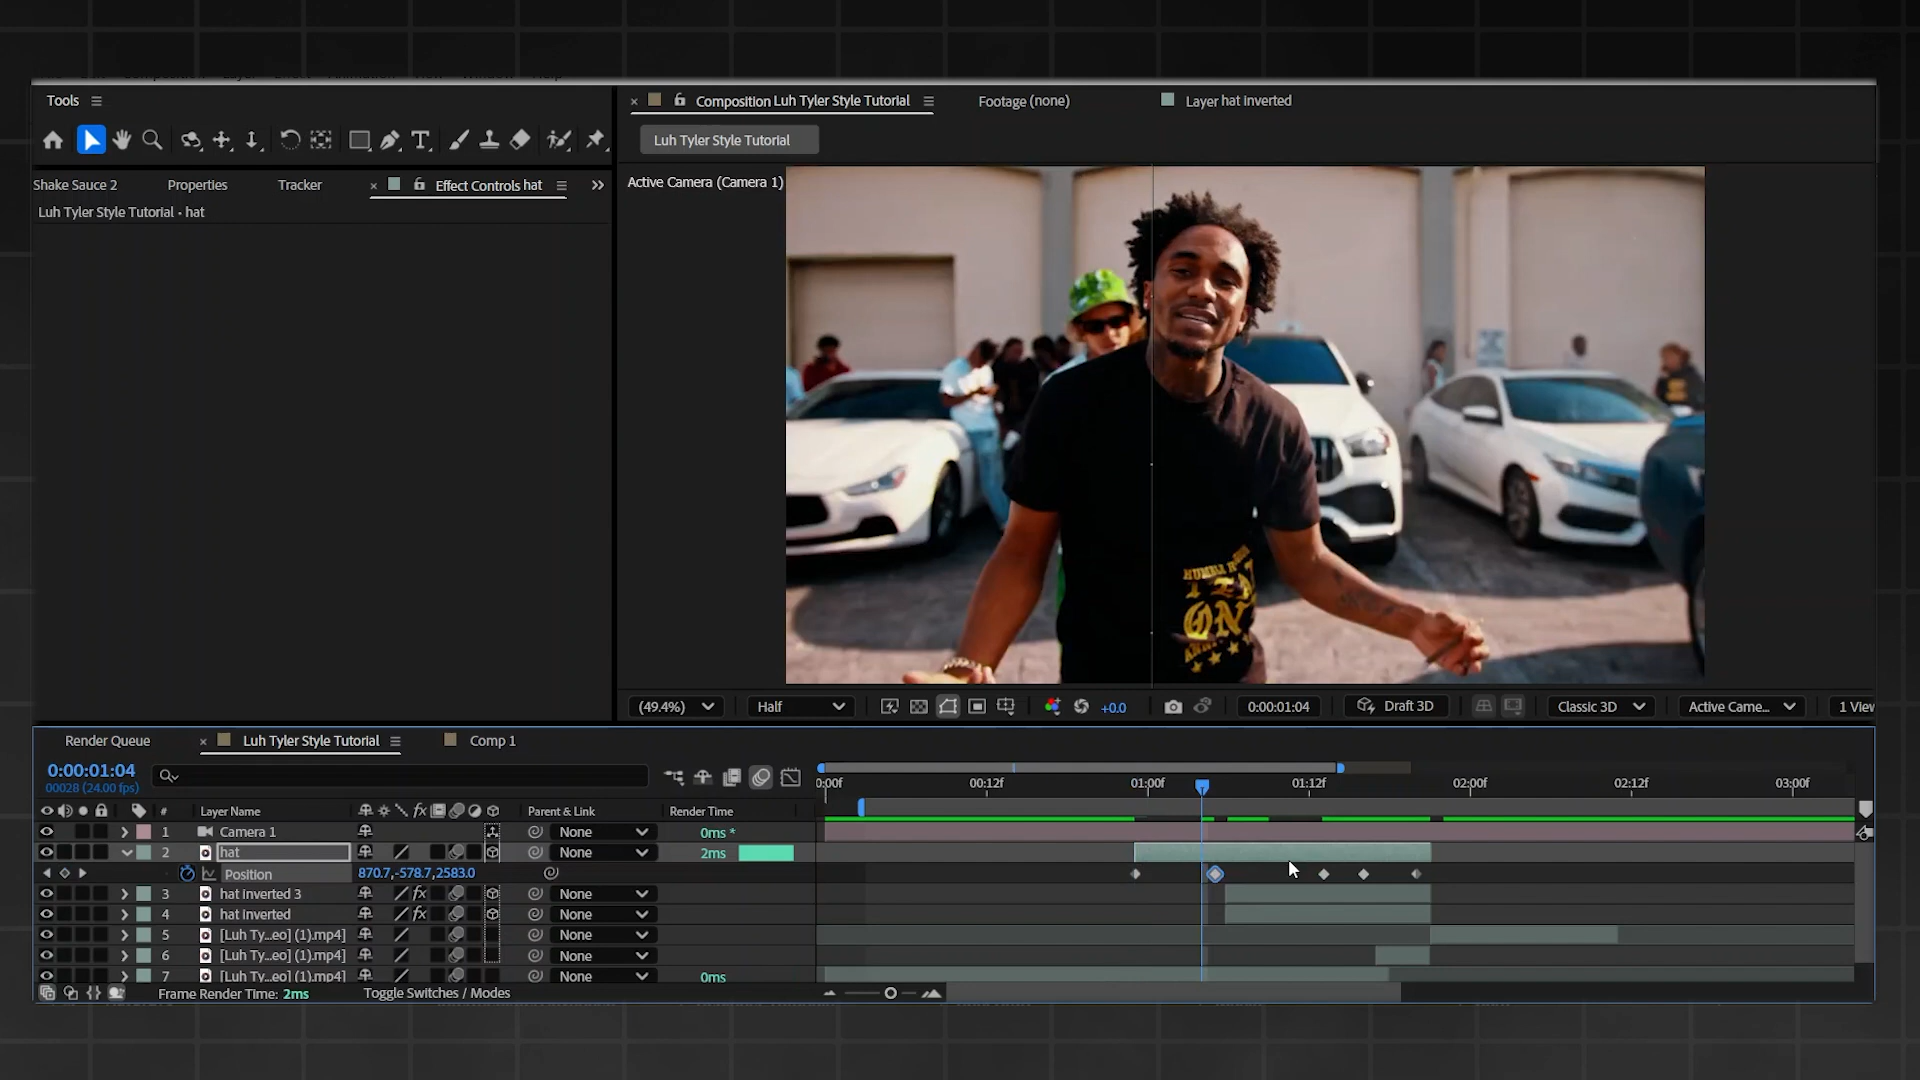 Tools
Composition Luh Tyler Style Tutorial
Footage (none)
Layer hat Inverted
Luh Tyler Style Tutorial
Shake Sauce 2
Properties
Tracker
Effect Controls hat
Active Camera (Camera 1)
Luh Tyler Style Tutorial • hat
(49.4%)
Half
+0.0
0:00:01:04
Draft 3D
Classic 3D
Active Came...
1 View
Render Queue
Luh Tyler Style Tutorial
Comp 1
0:00:01:04
00028 (24.00 fps)
:00f
00:12f
01:00f
01:12f
02:00f
02:12f
03:00f
#
Layer Name
fx
Parent & Link
Render Time
1
Camera 1
None
0ms *
2
hat
None
2ms
Position
870.7,-578.7,2583.0
3
hat Inverted 3
fx
None
4
hat Inverted
fx
None
5
[Luh Ty...eo] (1).mp4]
None
6
[Luh Ty...eo] (1).mp4]
None
7
[Luh Ty...eo] (1).mp4]
None
0ms
Frame Render Time: 2ms
Toggle Switches / Modes